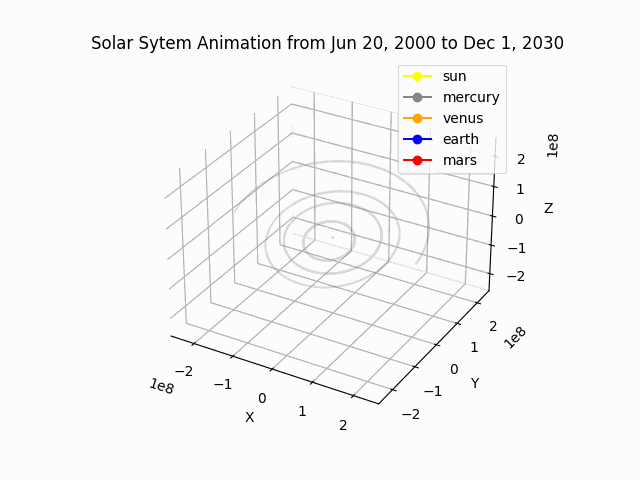 Solar Sytem Animation from Jun 20, 2000 to Dec 1, 2030
sun
mercury
venus
earth
mars
1e8
2
1
0
−1
−2
Z
2
1
0
−1
−2
1e8
Y
−2
−1
0
1
2
1e8
X